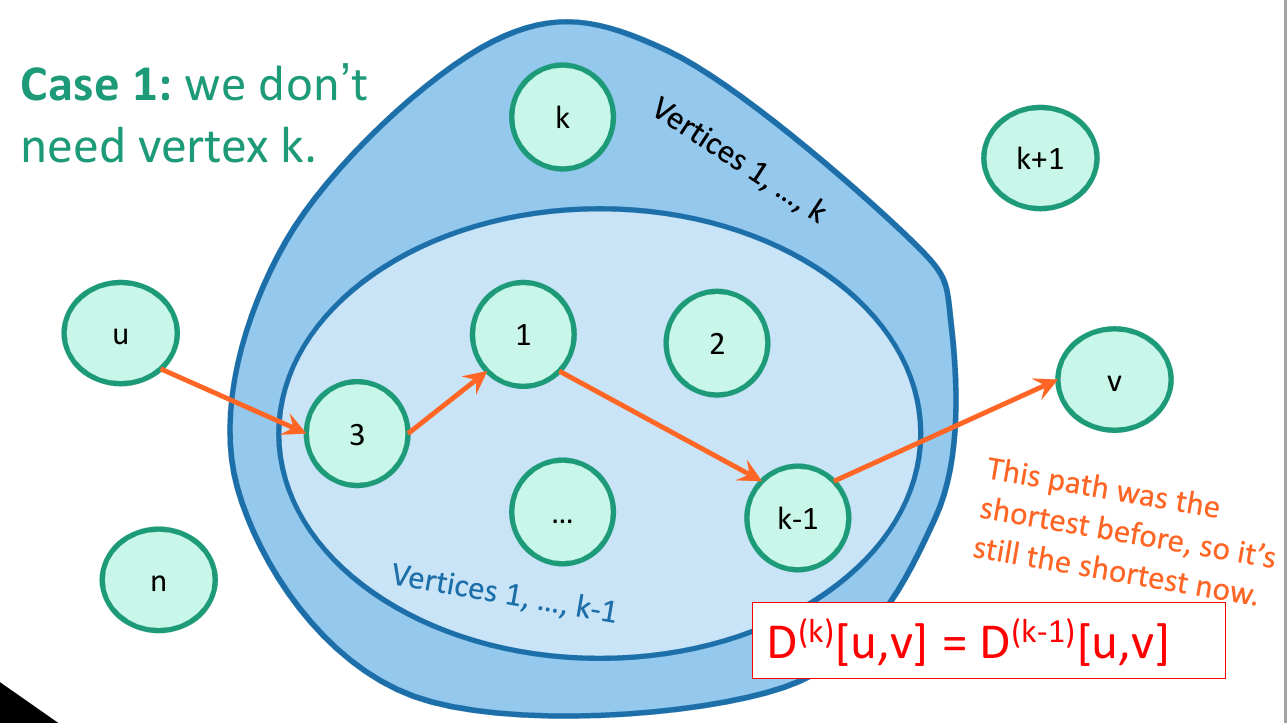 Case 1: we don’t
need vertex k.
k
Vertices 1, …, k
k+1
u
1
2
v
3
…
k-1
n
Vertices 1, …, k-1
This path was the
shortest before, so it’s
still the shortest now.
D⁽ᵏ⁾[u,v] = D⁽ᵏ⁻¹⁾[u,v]